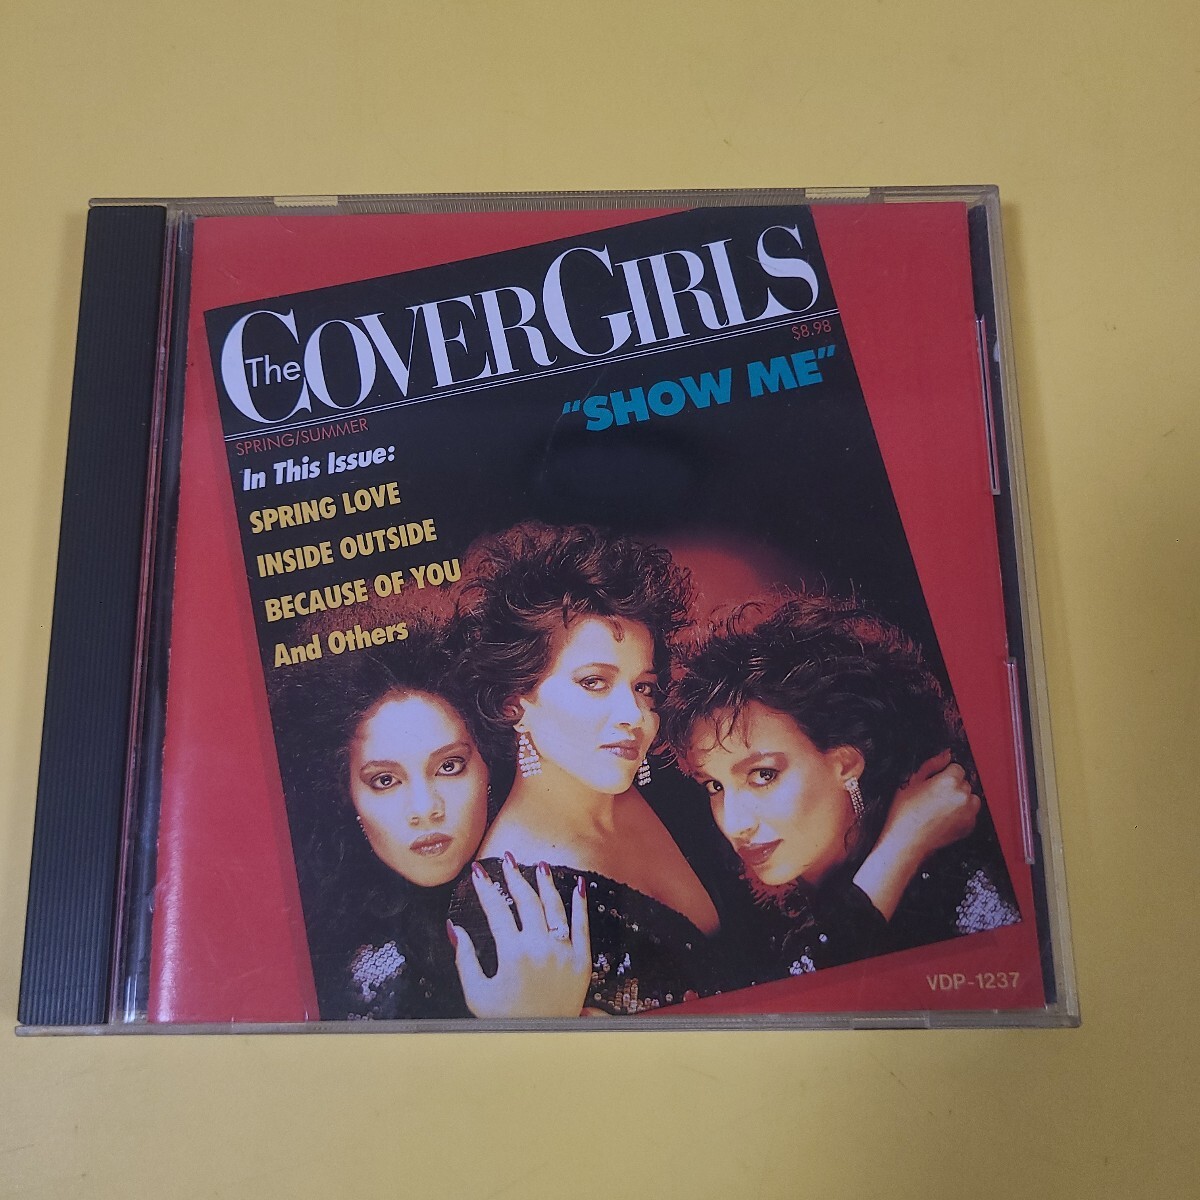 The COVERGIRLS
$8.98
"SHOW ME"
SPRING/SUMMER
In This Issue:
SPRING LOVE
INSIDE OUTSIDE
BECAUSE OF YOU
And Others
VDP-1237